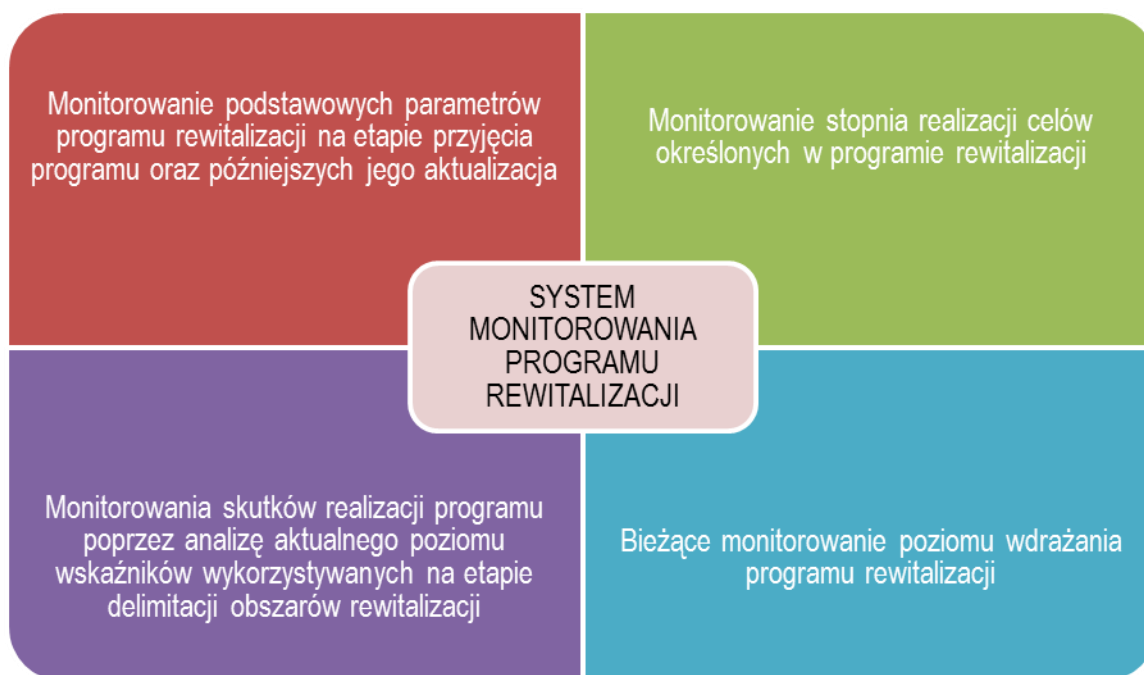 Monitorowanie podstawowych parametrów
programu rewitalizacji na etapie przyjęcia
programu oraz późniejszych jego aktualizacja
Monitorowanie stopnia realizacji celów
określonych w programie rewitalizacji
SYSTEM
MONITOROWANIA
PROGRAMU
REWITALIZACJI
Monitorowania skutków realizacji programu
poprzez analizę aktualnego poziomu
wskaźników wykorzystywanych na etapie
delimitacji obszarów rewitalizacji
Bieżące monitorowanie poziomu wdrażania
programu rewitalizacji